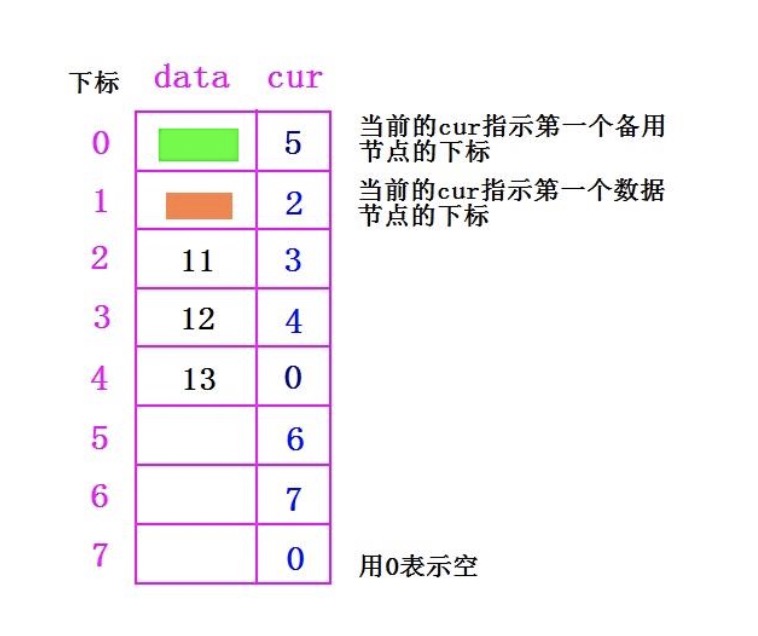 下标 data cur
0 5 当前的cur指示第一个备用
节点的下标
1 2 当前的cur指示第一个数据
节点的下标
2 11 3
3 12 4
4 13 0
5 6
6 7
7 0 用0表示空